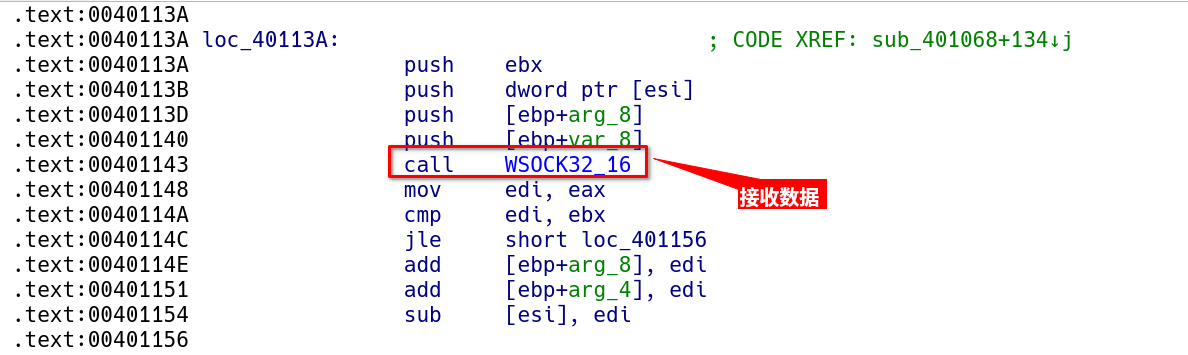 .text:0040113A
.text:0040113A loc_40113A: ; CODE XREF: sub_401068+134↓j
.text:0040113A push ebx
.text:0040113B push dword ptr [esi]
.text:0040113D push [ebp+arg_8]
.text:00401140 push [ebp+var_8]
.text:00401143 call WSOCK32_16
接收数据
.text:00401148 mov edi, eax
.text:0040114A cmp edi, ebx
.text:0040114C jle short loc_401156
.text:0040114E add [ebp+arg_8], edi
.text:00401151 add [ebp+arg_4], edi
.text:00401154 sub [esi], edi
.text:00401156